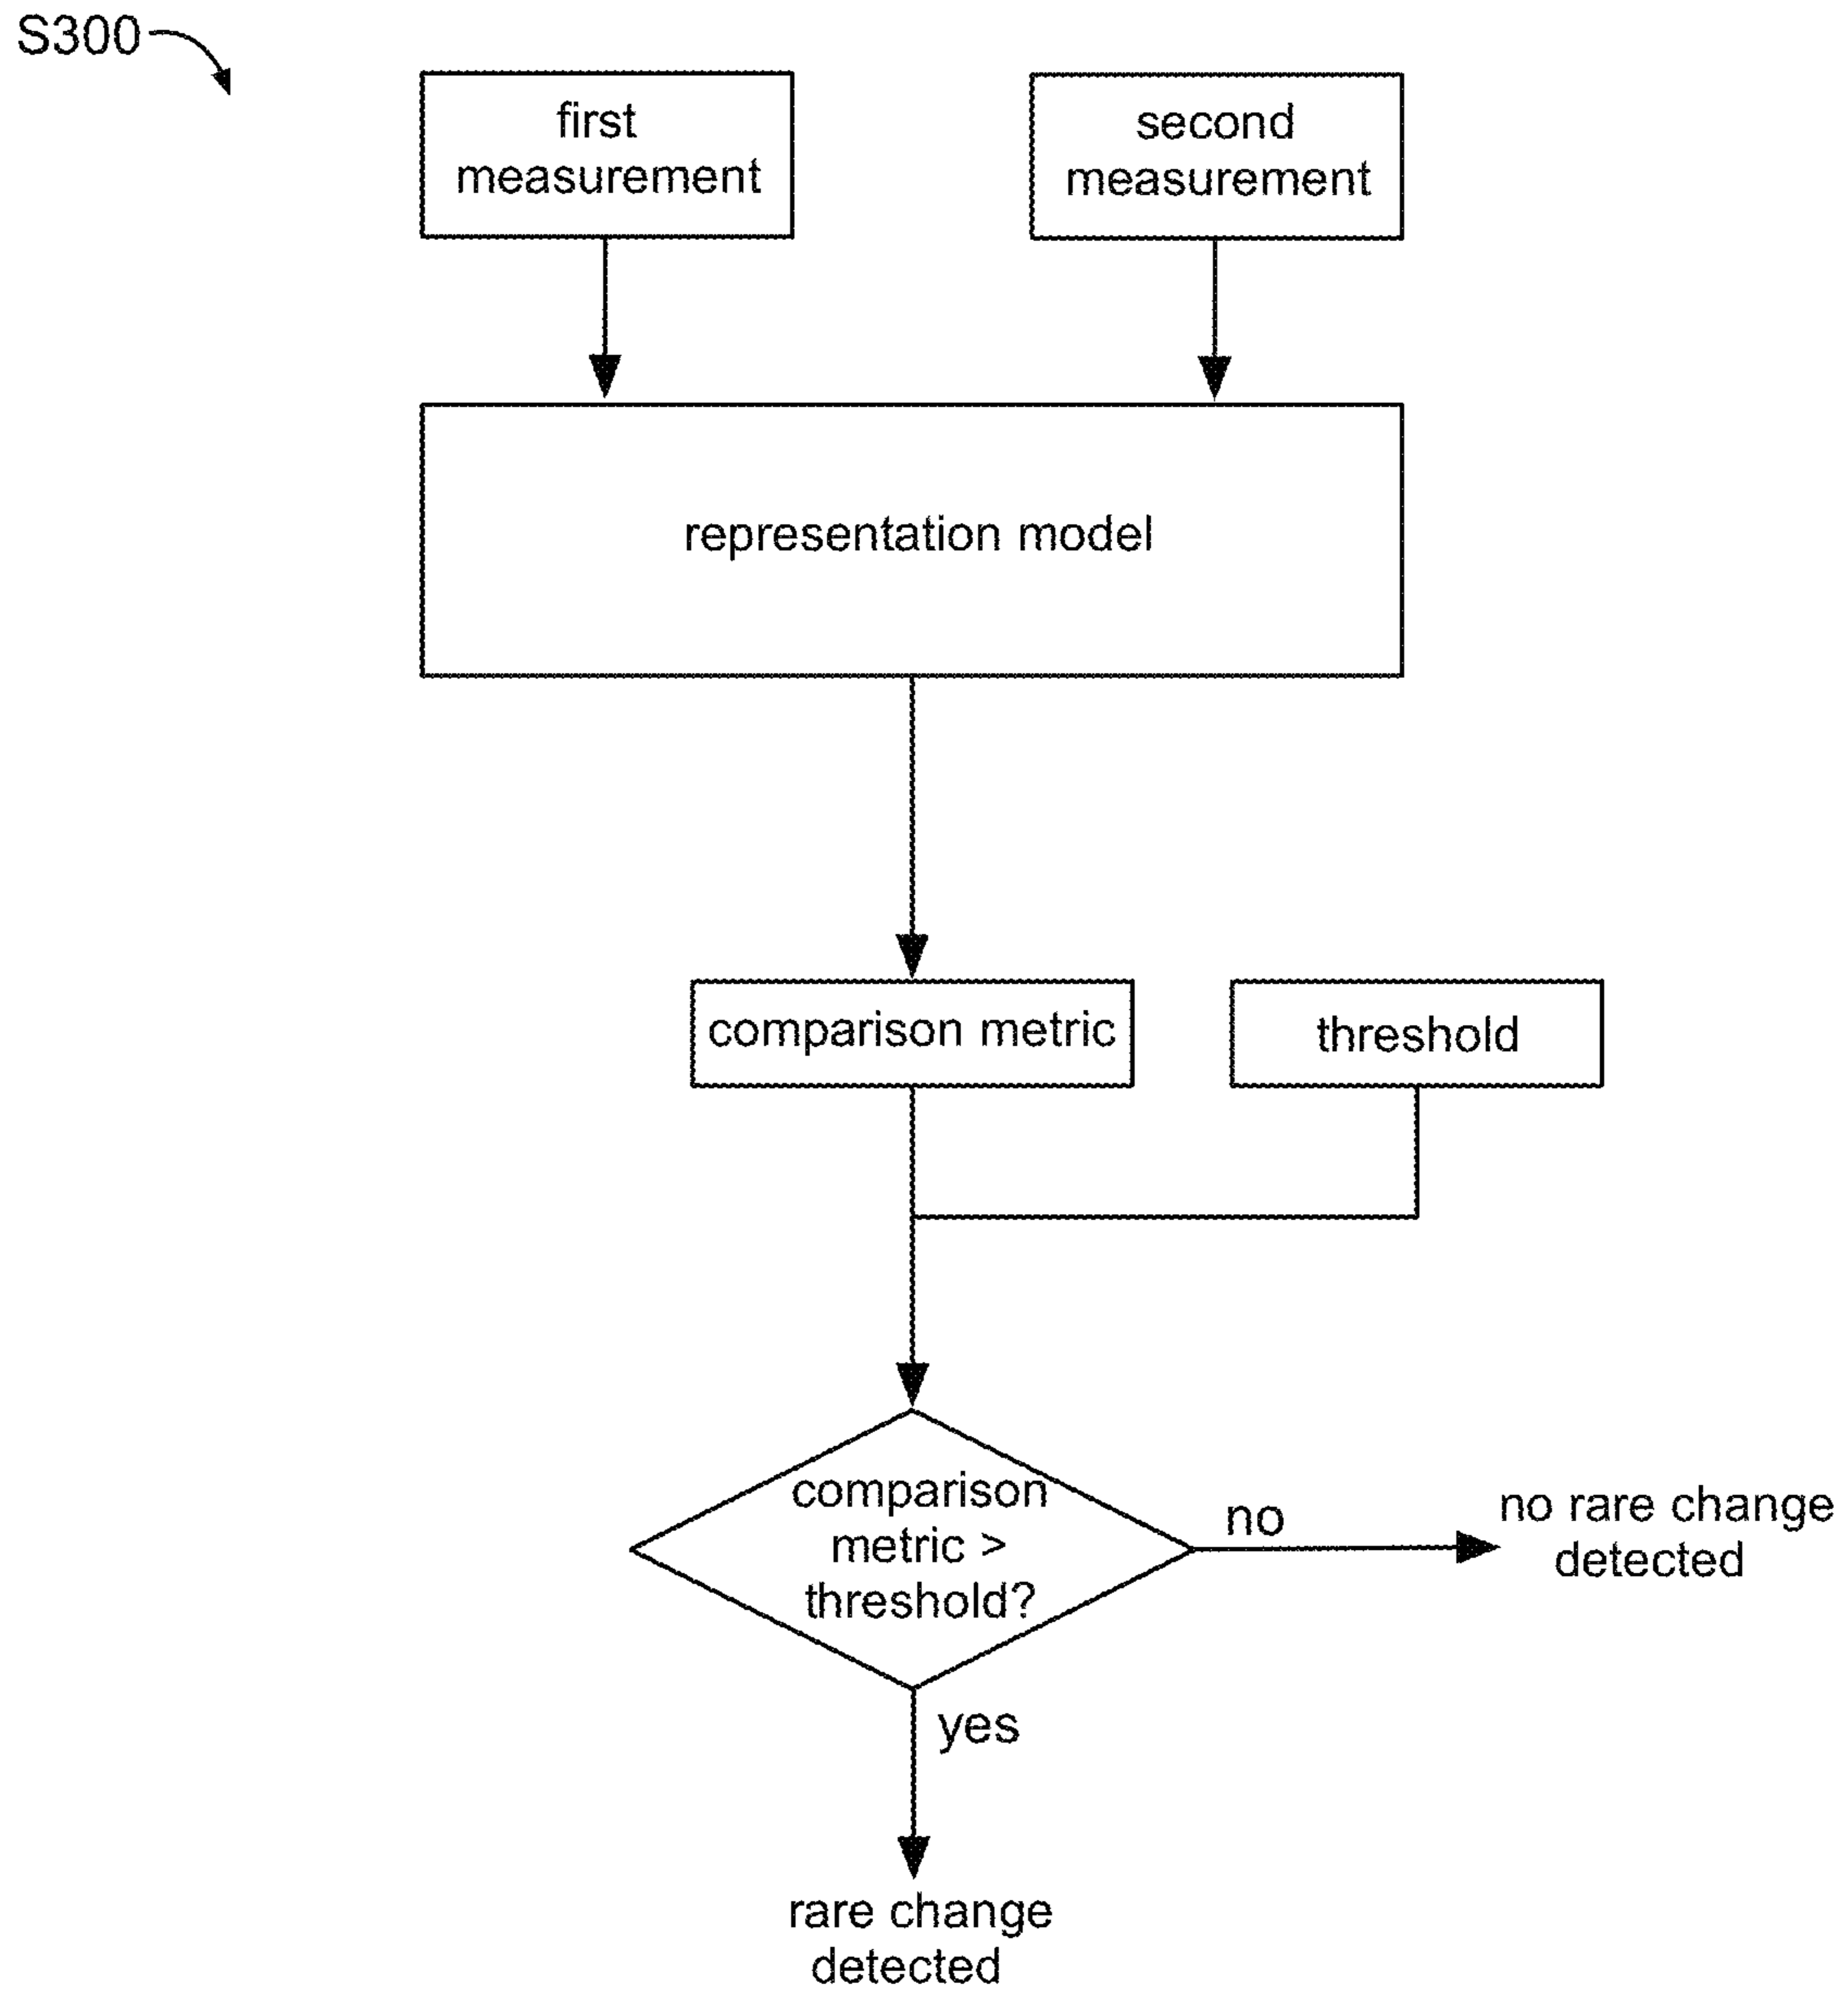 S300
first
measurement
second
measurement
representation model
comparison metric
threshold
comparison
metric >
threshold?
no
no rare change
detected
yes
rare change
detected